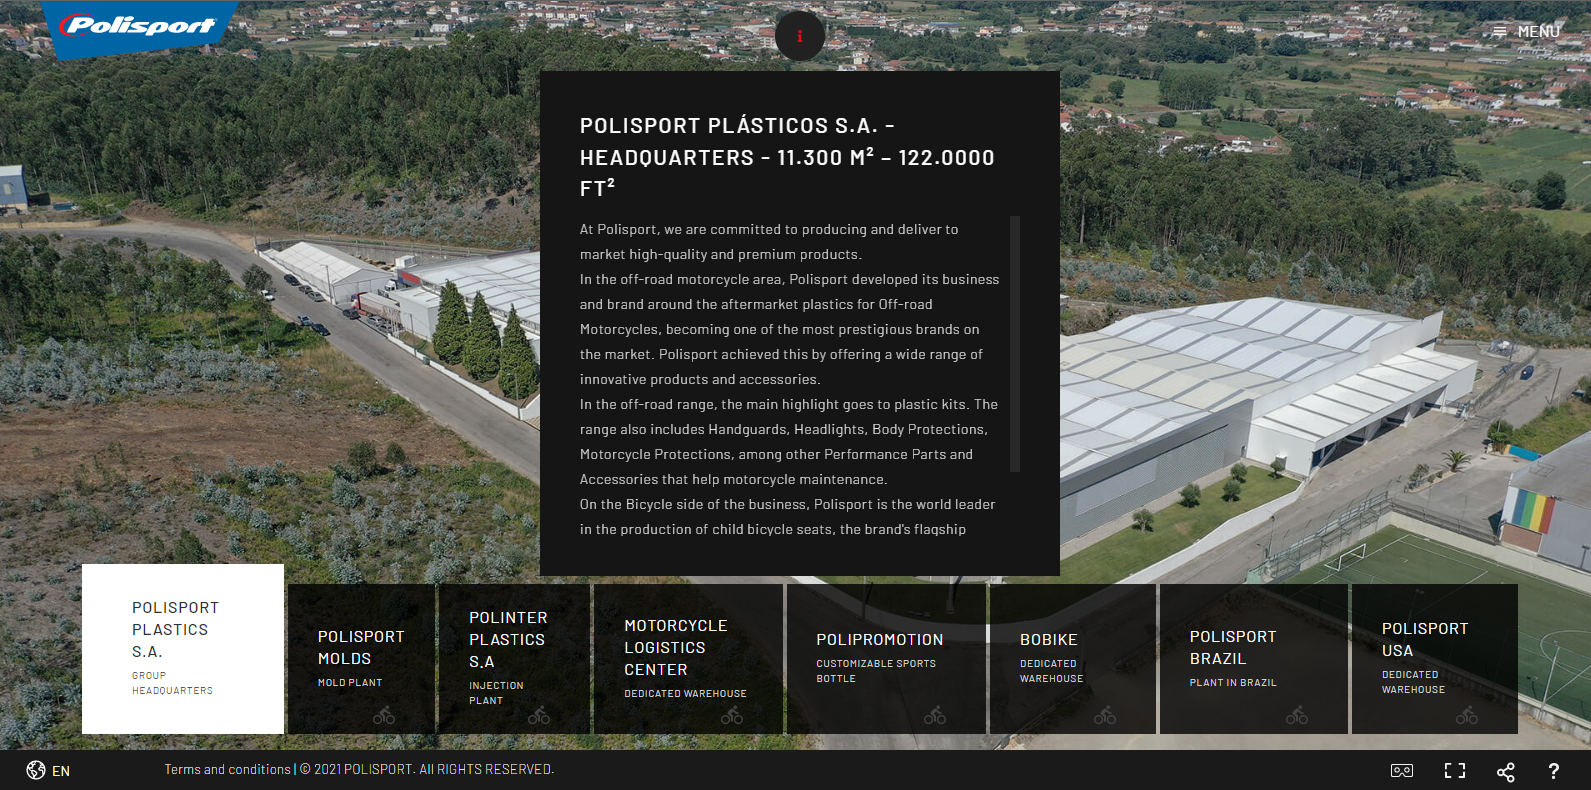 Polisport
i
MENU
POLISPORT PLÁSTICOS S.A. -
HEADQUARTERS - 11.300 M² – 122.0000
FT²
At Polisport, we are committed to producing and deliver to
market high-quality and premium products.
In the off-road motorcycle area, Polisport developed its business
and brand around the aftermarket plastics for Off-road
Motorcycles, becoming one of the most prestigious brands on
the market. Polisport achieved this by offering a wide range of
innovative products and accessories.
In the off-road range, the main highlight goes to plastic kits. The
range also includes Handguards, Headlights, Body Protections,
Motorcycle Protections, among other Performance Parts and
Accessories that help motorcycle maintenance.
On the Bicycle side of the business, Polisport is the world leader
in the production of child bicycle seats, the brand's flagship
POLISPORT
PLASTICS
S.A.
GROUP
HEADQUARTERS
POLISPORT
MOLDS
MOLD PLANT
POLINTER
PLASTICS
S.A
INJECTION
PLANT
MOTORCYCLE
LOGISTICS
CENTER
DEDICATED WAREHOUSE
POLIPROMOTION
CUSTOMIZABLE SPORTS
BOTTLE
BOBIKE
DEDICATED
WAREHOUSE
POLISPORT
BRAZIL
PLANT IN BRAZIL
POLISPORT
USA
DEDICATED
WAREHOUSE
EN
Terms and conditions | © 2021 POLISPORT. All RIGHTS RESERVED.
?